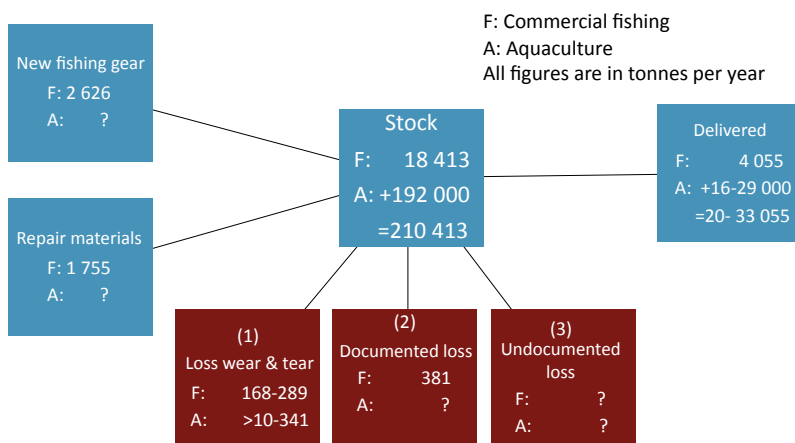 F: Commercial fishing
A: Aquaculture
All figures are in tonnes per year
New fishing gear
F: 2 626
A: ?
Stock
F: 18 413
A: +192 000
=210 413
Delivered
F: 4 055
A: +16-29 000
=20- 33 055
Repair materials
F: 1 755
A: ?
(1)
Loss wear & tear
F: 168-289
A: >10-341
(2)
Documented loss
F: 381
A: ?
(3)
Undocumented
loss
F: ?
A: ?